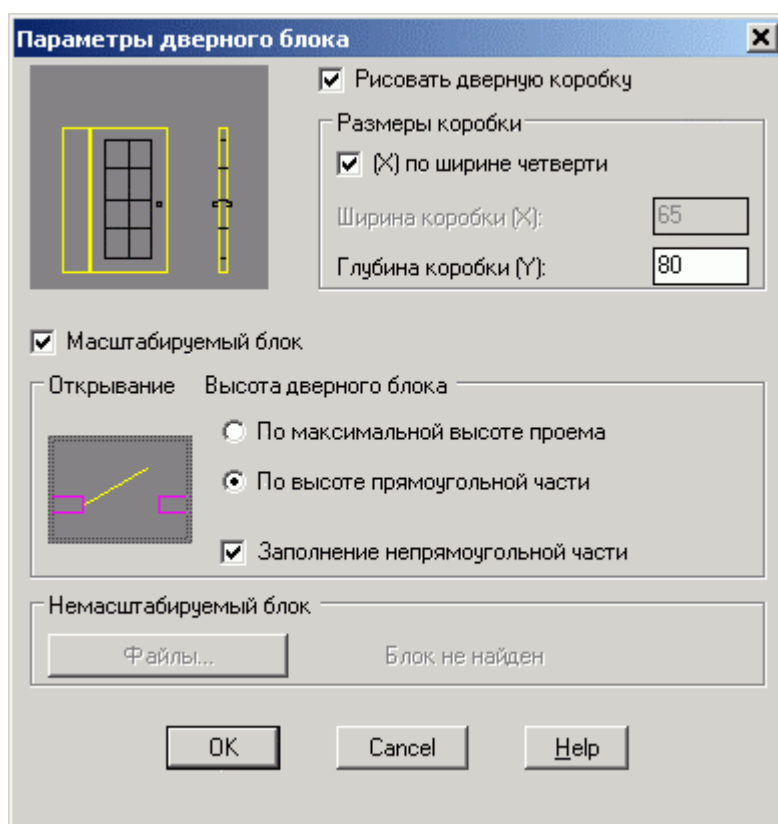 Параметры дверного блока
Рисовать дверную коробку
Размеры коробки
(X) по ширине четверти
Ширина коробки (X): 65
Глубина коробки (Y): 80
Масштабируемый блок
Открывание Высота дверного блока
По максимальной высоте проема
По высоте прямоугольной части
Заполнение непрямоугольной части
Немасштабируемый блок
Файлы... Блок не найден
OK Cancel Help